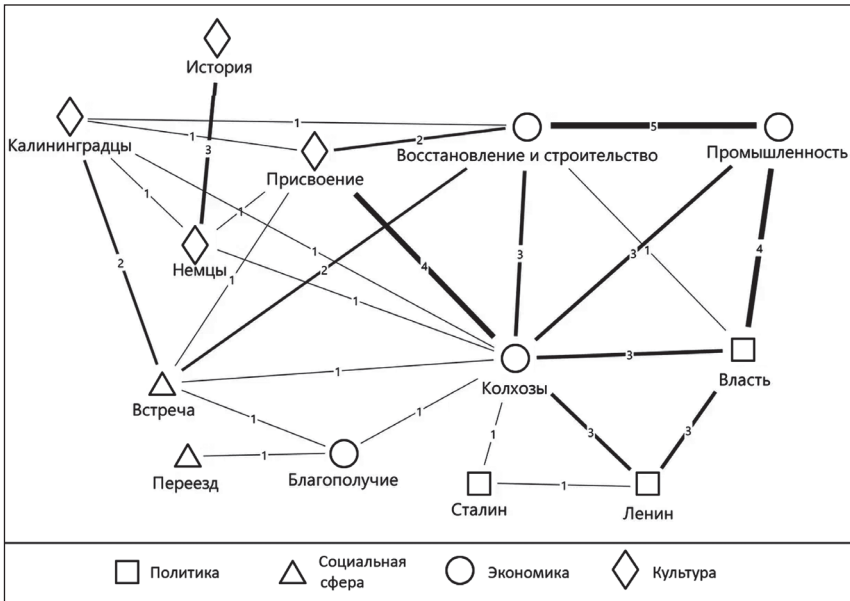 История
1
5
Калининградцы
1
2
Восстановление и строительство
Промышленность
3
Присвоение
1
1
Немцы
2
1
1
2
4
3
3
1
4
1
1
3
Колхозы
Власть
Встреча
1
1
1
3
3
Переезд
1
Благополучие
1
Сталин
Ленин
Политика
Социальная
сфера
Экономика
Культура